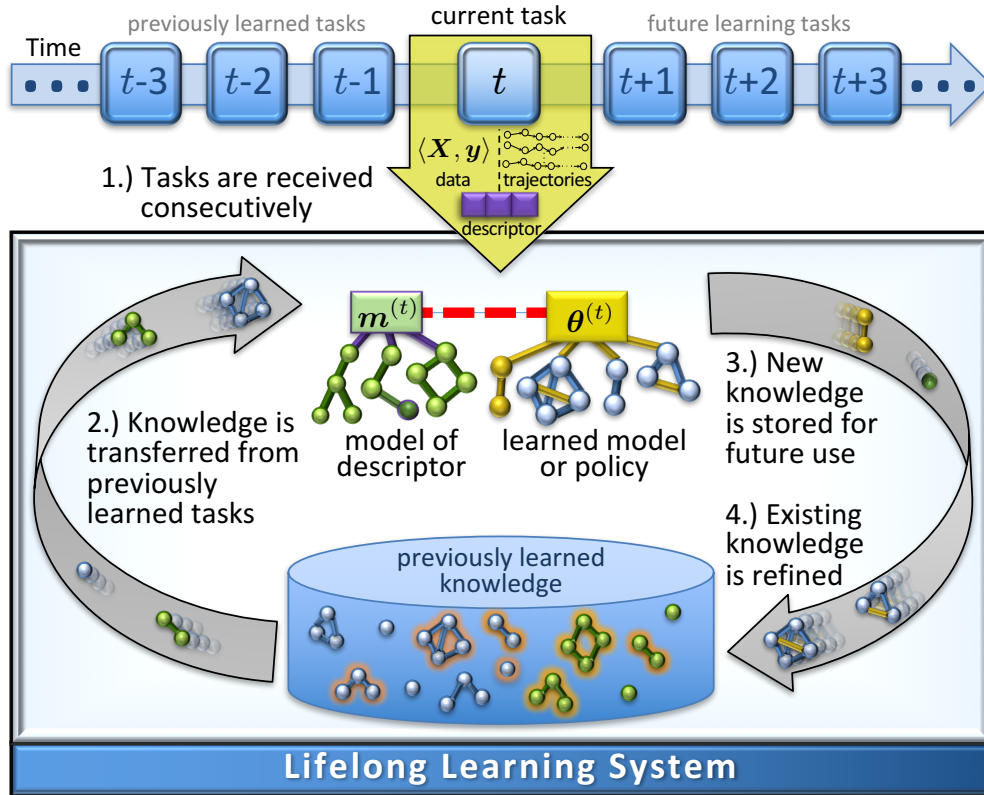 previously learned tasks
current task
future learning tasks
Time
t-3
t-2
t-1
t
t+1
t+2
t+3
⟨X, y⟩
data
trajectories
descriptor
1.) Tasks are received
consecutively
m^(t)
θ^(t)
model of
descriptor
learned model
or policy
2.) Knowledge is
transferred from
previously
learned tasks
3.) New
knowledge
is stored for
future use
4.) Existing
knowledge
is refined
previously learned
knowledge
Lifelong Learning System